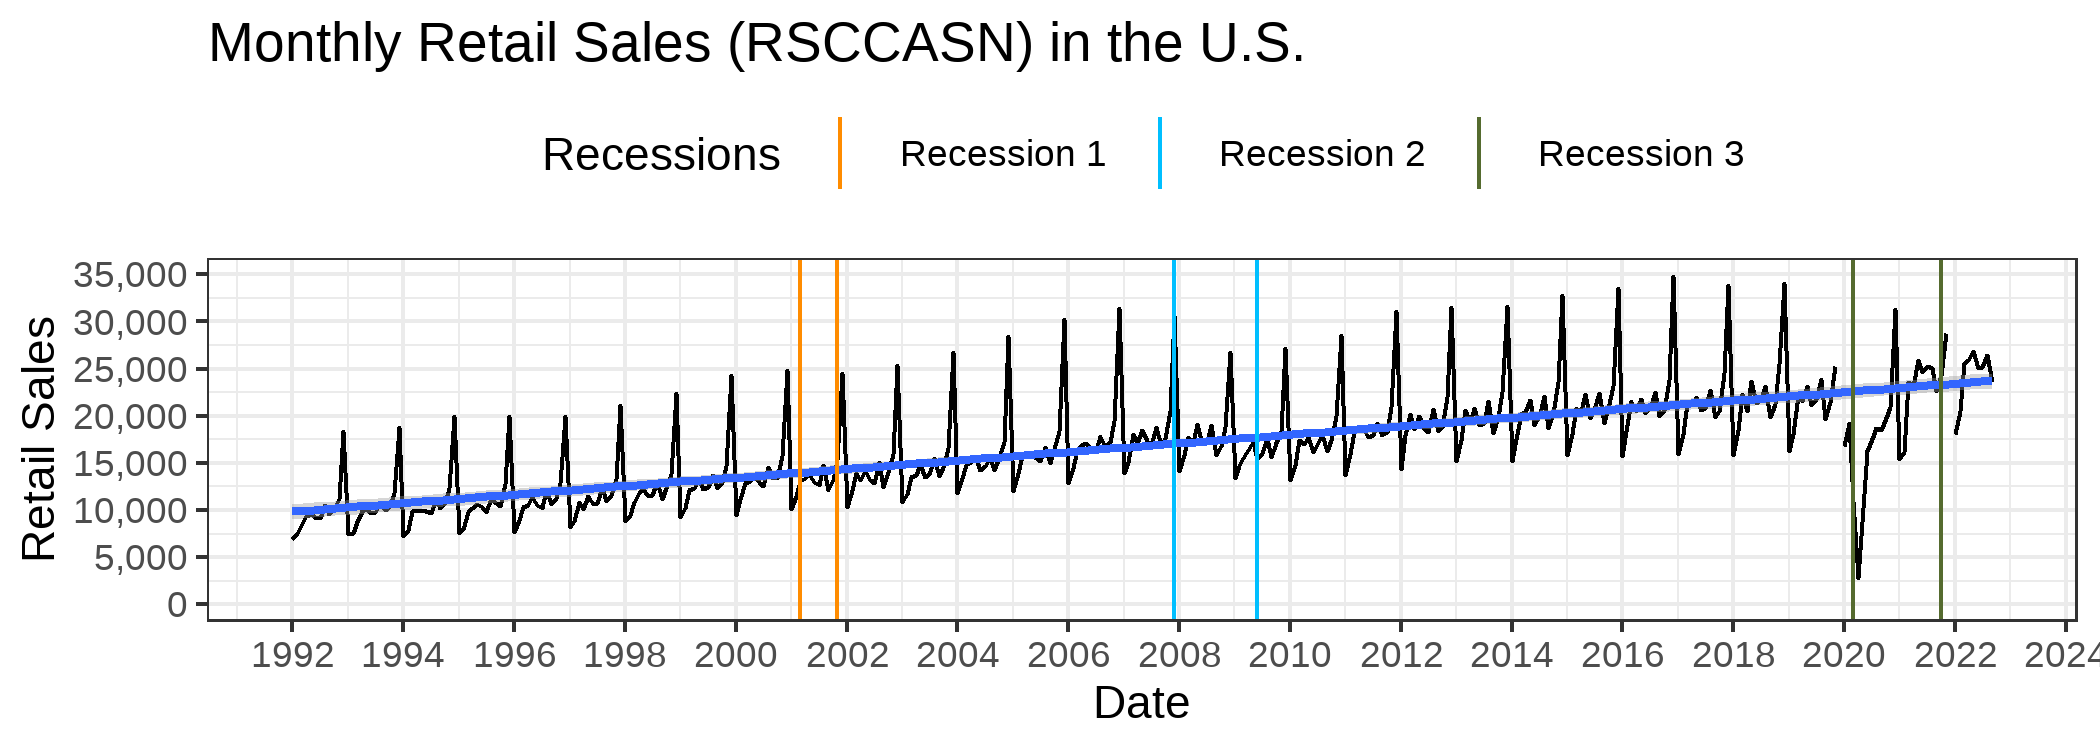 Monthly Retail Sales (RSCCASN) in the U.S.
Recessions Recession 1 Recession 2 Recession 3
Retail Sales
35,000
30,000
25,000
20,000
15,000
10,000
5,000
0
1992 1994 1996 1998 2000 2002 2004 2006 2008 2010 2012 2014 2016 2018 2020 2022 2024
Date